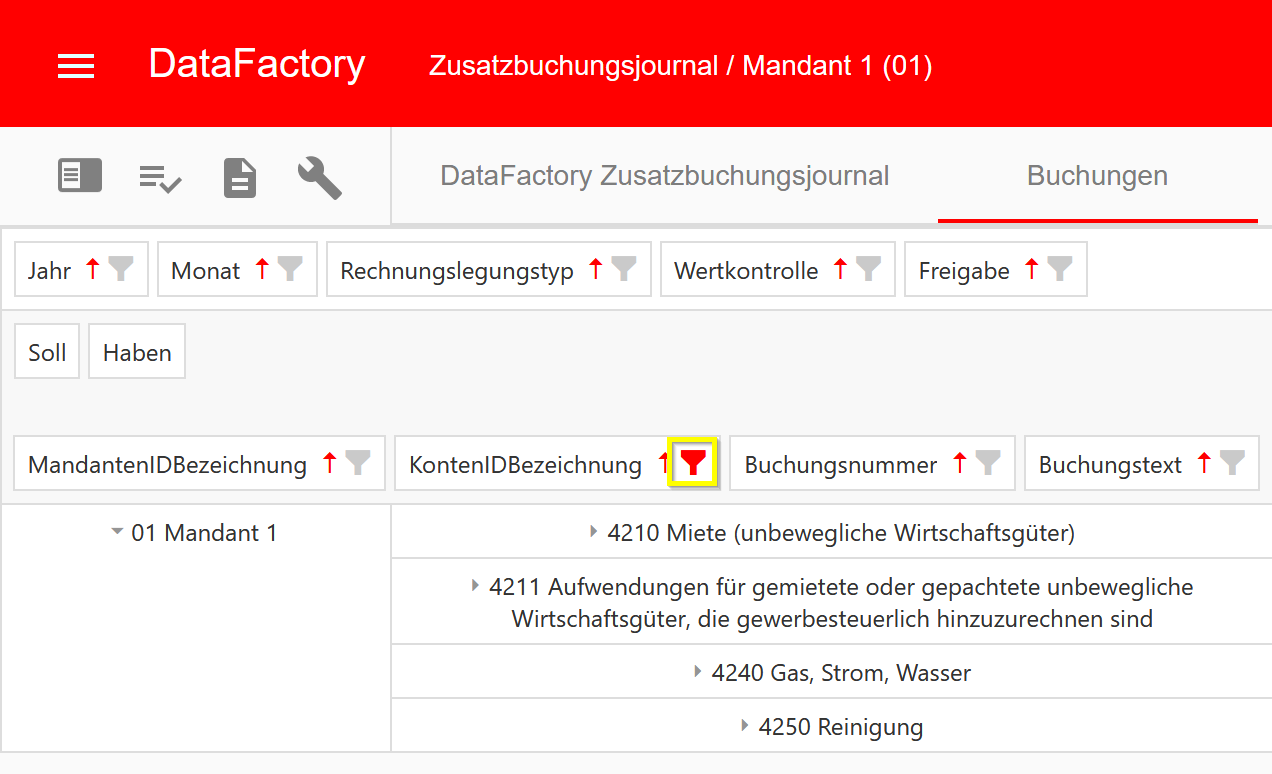 DataFactory Zusatzbuchungsjournal / Mandant 1 (01)
DataFactory Zusatzbuchungsjournal Buchungen
Jahr Monat Rechnungslegungstyp Wertkontrolle Freigabe
Soll Haben
MandantenIDBezeichnung KontenIDBezeichnung Buchungsnummer Buchungstext
01 Mandant 1 4210 Miete (unbewegliche Wirtschaftsgüter)
4211 Aufwendungen für gemietete oder gepachtete unbewegliche
Wirtschaftsgüter, die gewerbesteuerlich hinzuzurechnen sind
4240 Gas, Strom, Wasser
4250 Reinigung